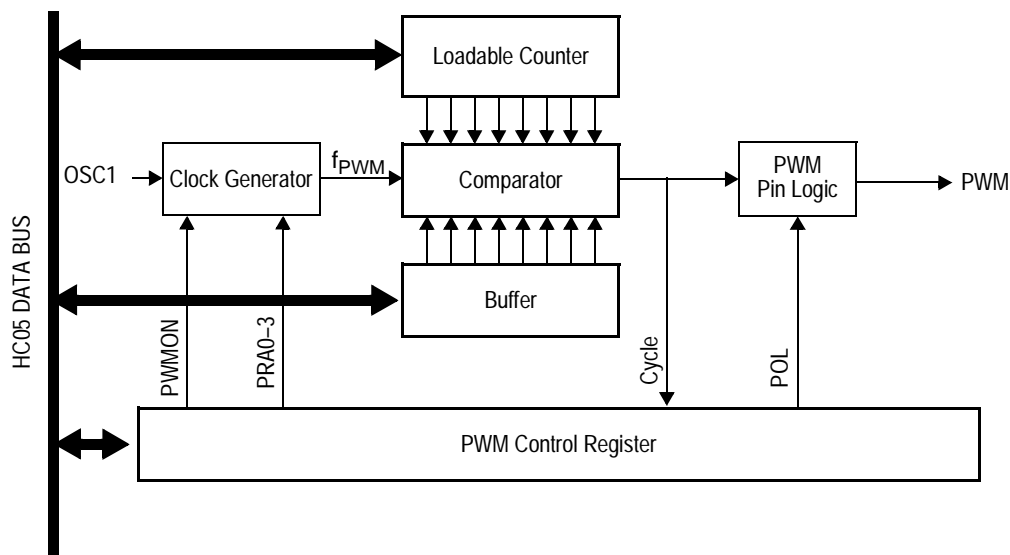 Loadable Counter
OSC1
Clock Generator
fPWM
Comparator
PWM
Pin Logic
PWM
HC05 DATA BUS
Buffer
PWMON
PRA0–3
Cycle
POL
PWM Control Register